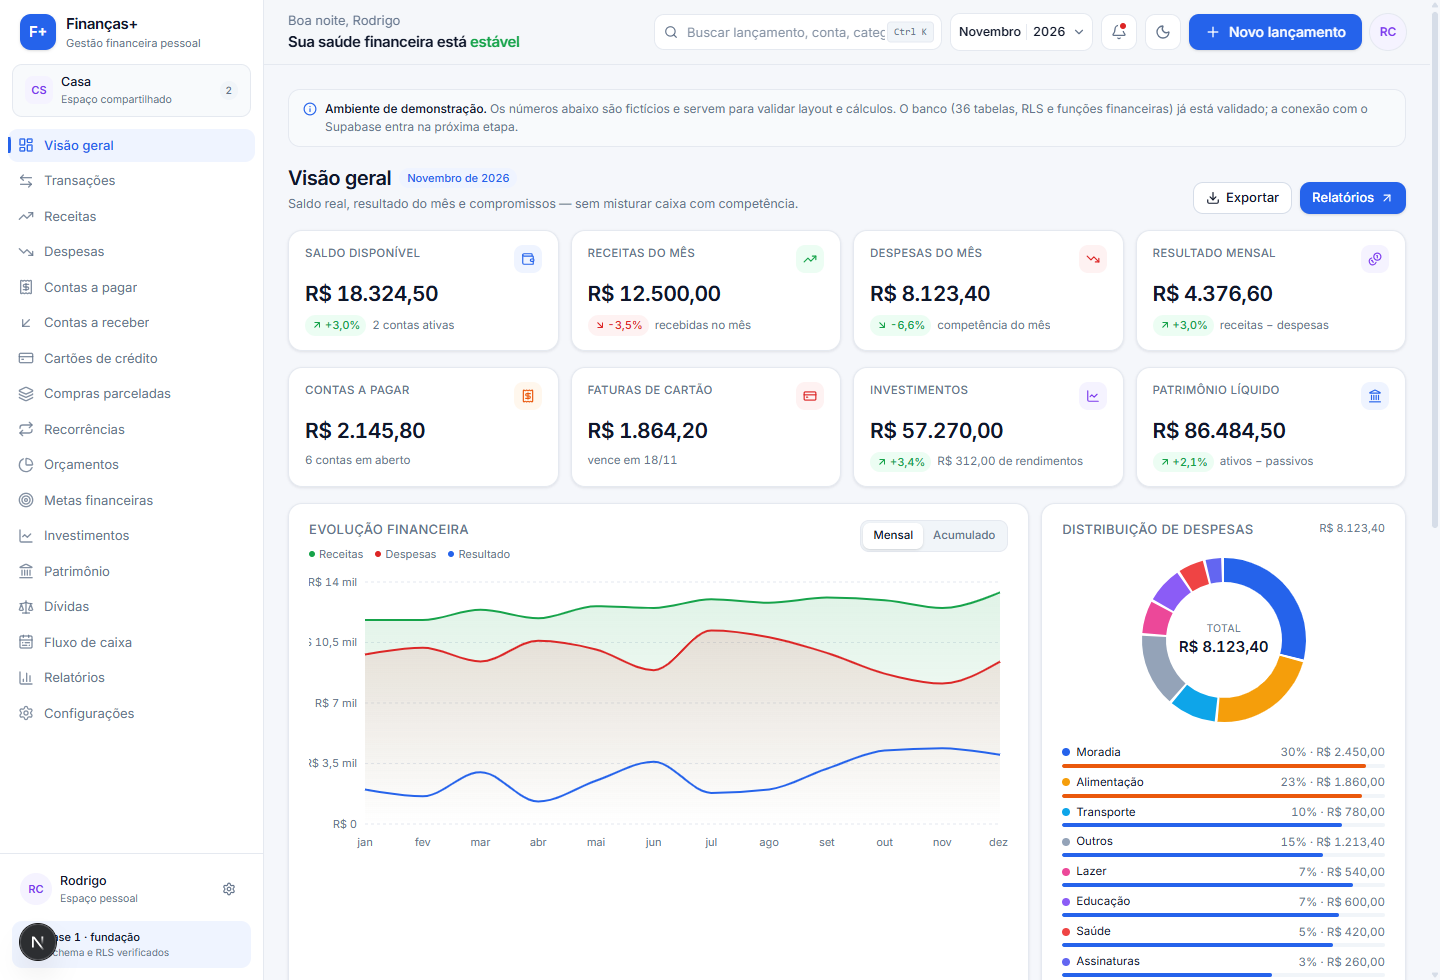 F+
Finanças+
Gestão financeira pessoal
CS
Casa
Espaço compartilhado
2
Visão geral
Transações
Receitas
Despesas
Contas a pagar
Contas a receber
Cartões de crédito
Compras parceladas
Recorrências
Orçamentos
Metas financeiras
Investimentos
Patrimônio
Dívidas
Fluxo de caixa
Relatórios
Configurações
RC
Rodrigo
Espaço pessoal
N
ase 1 · fundação
chema e RLS verificados
Boa noite, Rodrigo
Sua saúde financeira está estável
Buscar lançamento, conta, categ
Ctrl K
Novembro 2026
Novo lançamento
RC
Ambiente de demonstração. Os números abaixo são fictícios e servem para validar layout e cálculos. O banco (36 tabelas, RLS e funções financeiras) já está validado; a conexão com o
Supabase entra na próxima etapa.
Visão geral
Novembro de 2026
Saldo real, resultado do mês e compromissos — sem misturar caixa com competência.
Exportar
Relatórios
SALDO DISPONÍVEL
R$ 18.324,50
+3,0% 2 contas ativas
RECEITAS DO MÊS
R$ 12.500,00
-3,5% recebidas no mês
DESPESAS DO MÊS
R$ 8.123,40
-6,6% competência do mês
RESULTADO MENSAL
R$ 4.376,60
+3,0% receitas − despesas
CONTAS A PAGAR
R$ 2.145,80
6 contas em aberto
FATURAS DE CARTÃO
R$ 1.864,20
vence em 18/11
INVESTIMENTOS
R$ 57.270,00
+3,4% R$ 312,00 de rendimentos
PATRIMÔNIO LÍQUIDO
R$ 86.484,50
+2,1% ativos − passivos
EVOLUÇÃO FINANCEIRA
Receitas Despesas Resultado
Mensal Acumulado
R$ 14 mil
$ 10,5 mil
R$ 7 mil
R$ 3,5 mil
R$ 0
jan fev mar abr mai jun jul ago set out nov dez
DISTRIBUIÇÃO DE DESPESAS
R$ 8.123,40
TOTAL
R$ 8.123,40
Moradia 30% · R$ 2.450,00
Alimentação 23% · R$ 1.860,00
Transporte 10% · R$ 780,00
Outros 15% · R$ 1.213,40
Lazer 7% · R$ 540,00
Educação 7% · R$ 600,00
Saúde 5% · R$ 420,00
Assinaturas 3% · R$ 260,00